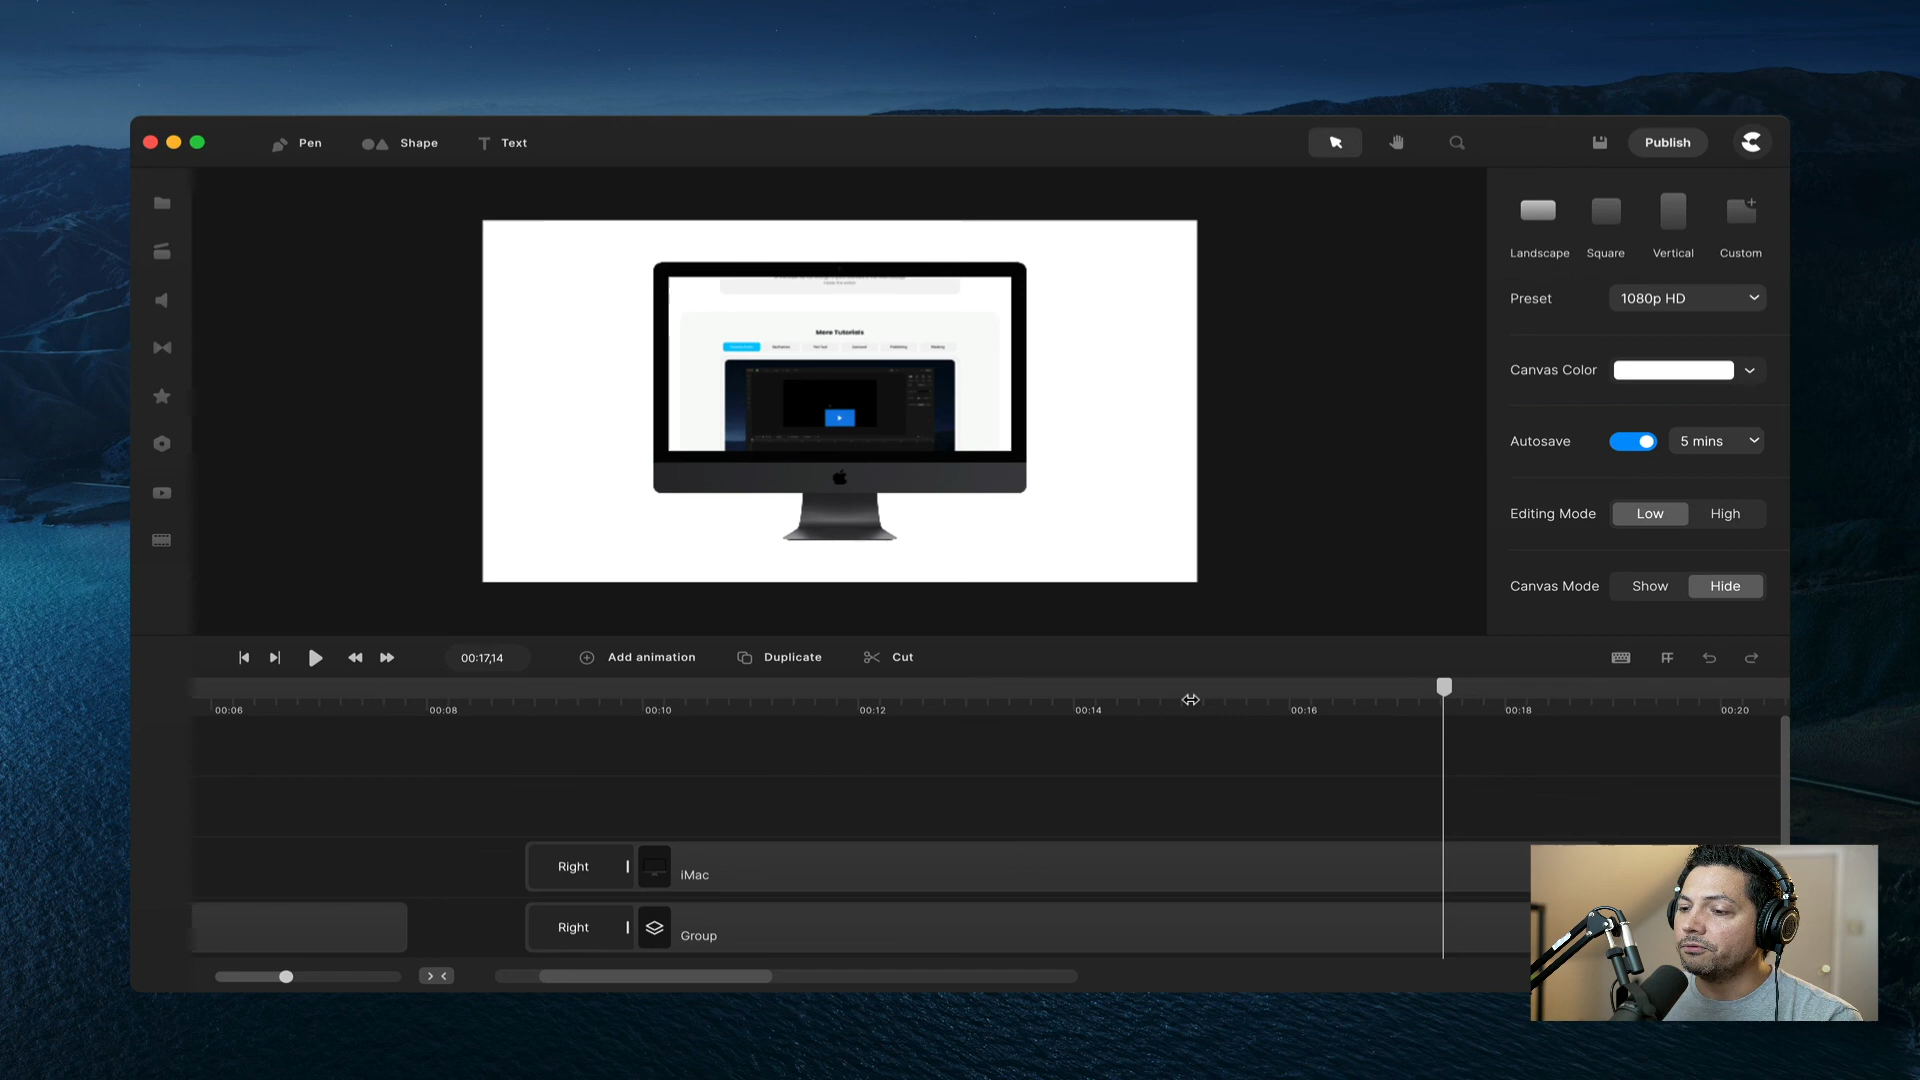 Pen Shape Text Publish
Landscape Square Vertical Custom
Preset 1080p HD
Canvas Color
Autosave 5 mins
Editing Mode Low High
Canvas Mode Show Hide
More Tutorials
00:17,14 Add animation Duplicate Cut
00:06 00:08 00:10 00:12 00:14 00:16 00:18 00:20
Right iMac
Right Group